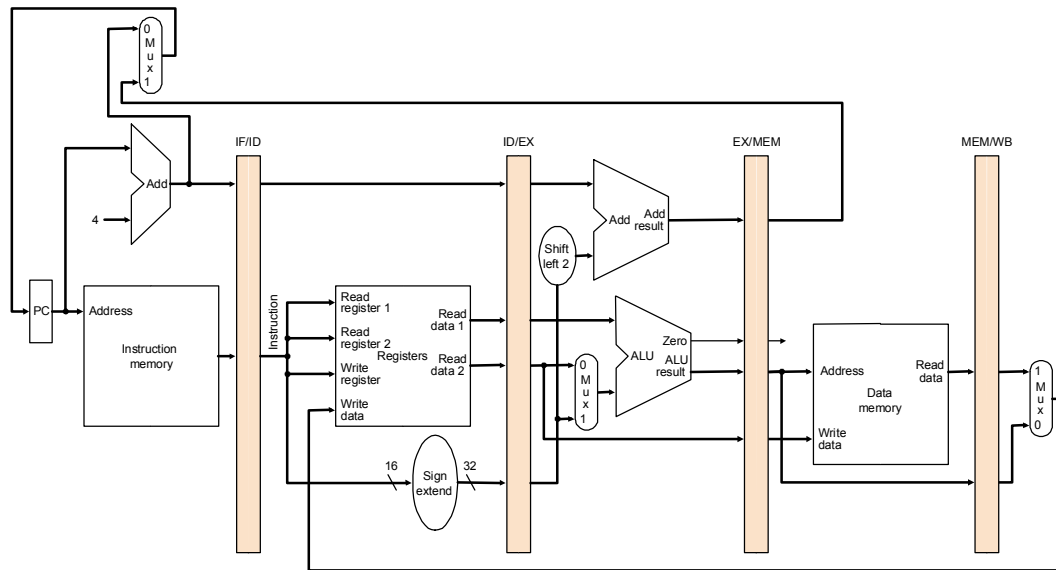 0
M
u
x
1
IF/ID
ID/EX
EX/MEM
MEM/WB
Add
4
Add
Add
result
Shift
left 2
PC
Address
Instruction
memory
Instruction
Read
register 1
Read
register 2
Write
register
Write
data
Registers
Read
data 1
Read
data 2
16
Sign
extend
32
0
M
u
x
1
Zero
ALU
ALU
result
Address
Write
data
Read
data
Data
memory
1
M
u
x
0